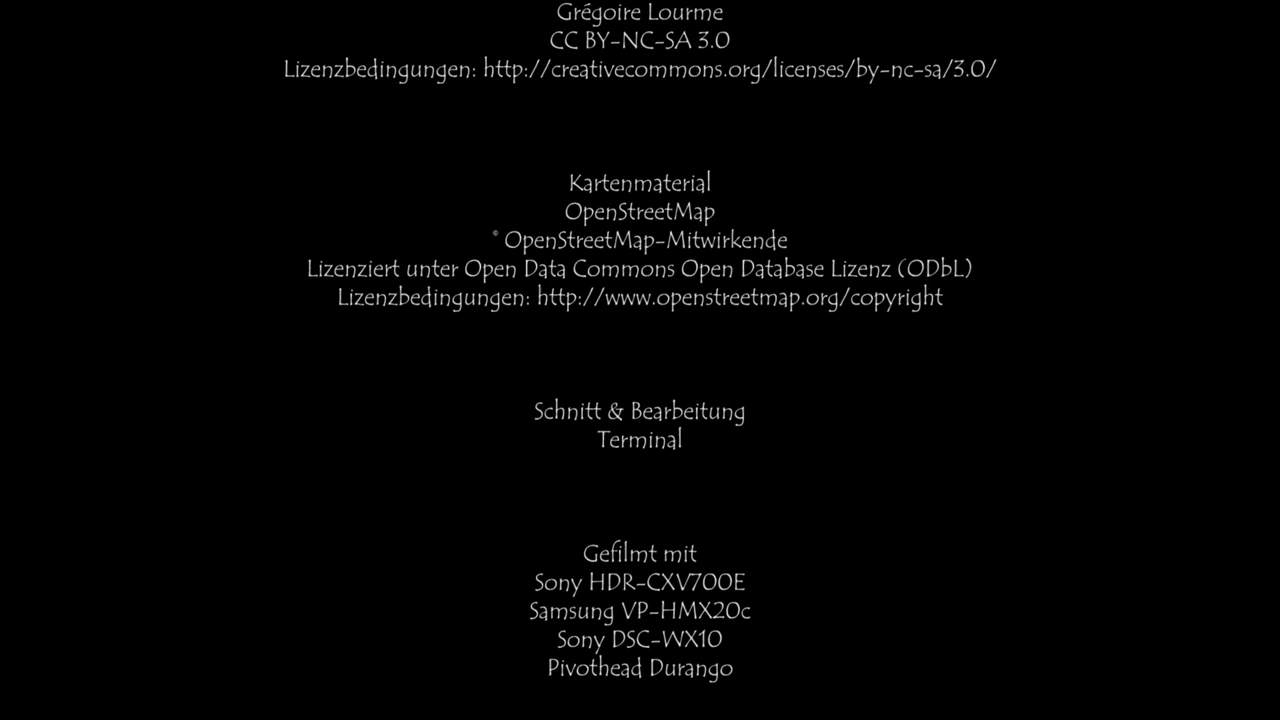 Grégoire Lourme
CC BY-NC-SA 3.0
Lizenzbedingungen: http://creativecommons.org/licenses/by-nc-sa/3.0/
Kartenmaterial
OpenStreetMap
© OpenStreetMap-Mitwirkende
Lizenziert unter Open Data Commons Open Database Lizenz (ODbL)
Lizenzbedingungen: http://www.openstreetmap.org/copyright
Schnitt & Bearbeitung
Terminal
Gefilmt mit
Sony HDR-CXV700E
Samsung VP-HMX20c
Sony DSC-WX10
Pivothead Durango